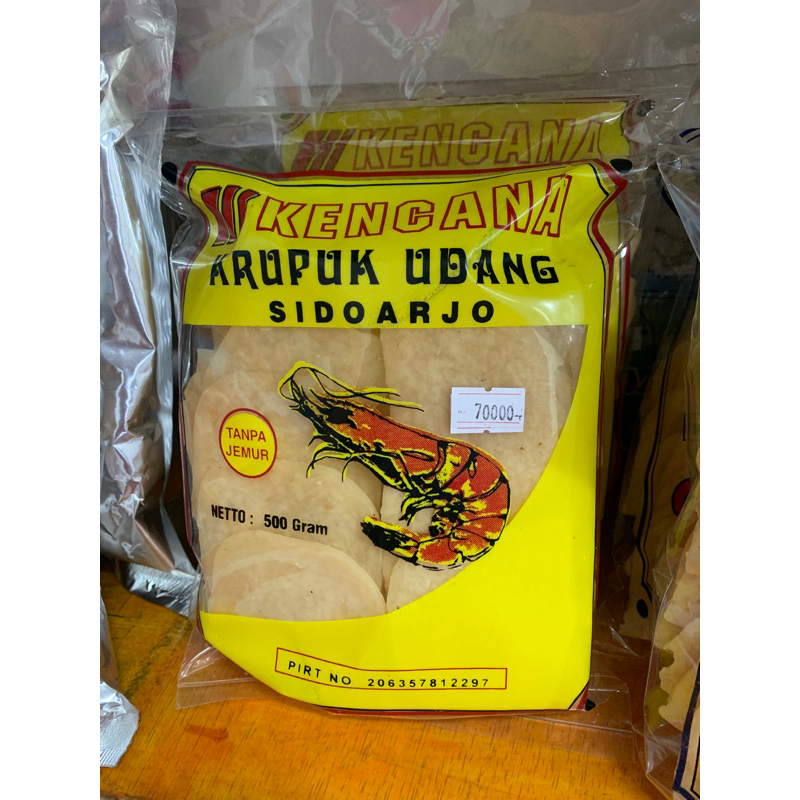 KENCANA
KENCANA
KRUPUK UDANG
SIDOARJO
70000
TANPA
JEMUR
NETTO : 500 Gram
PIRT NO 206357812297